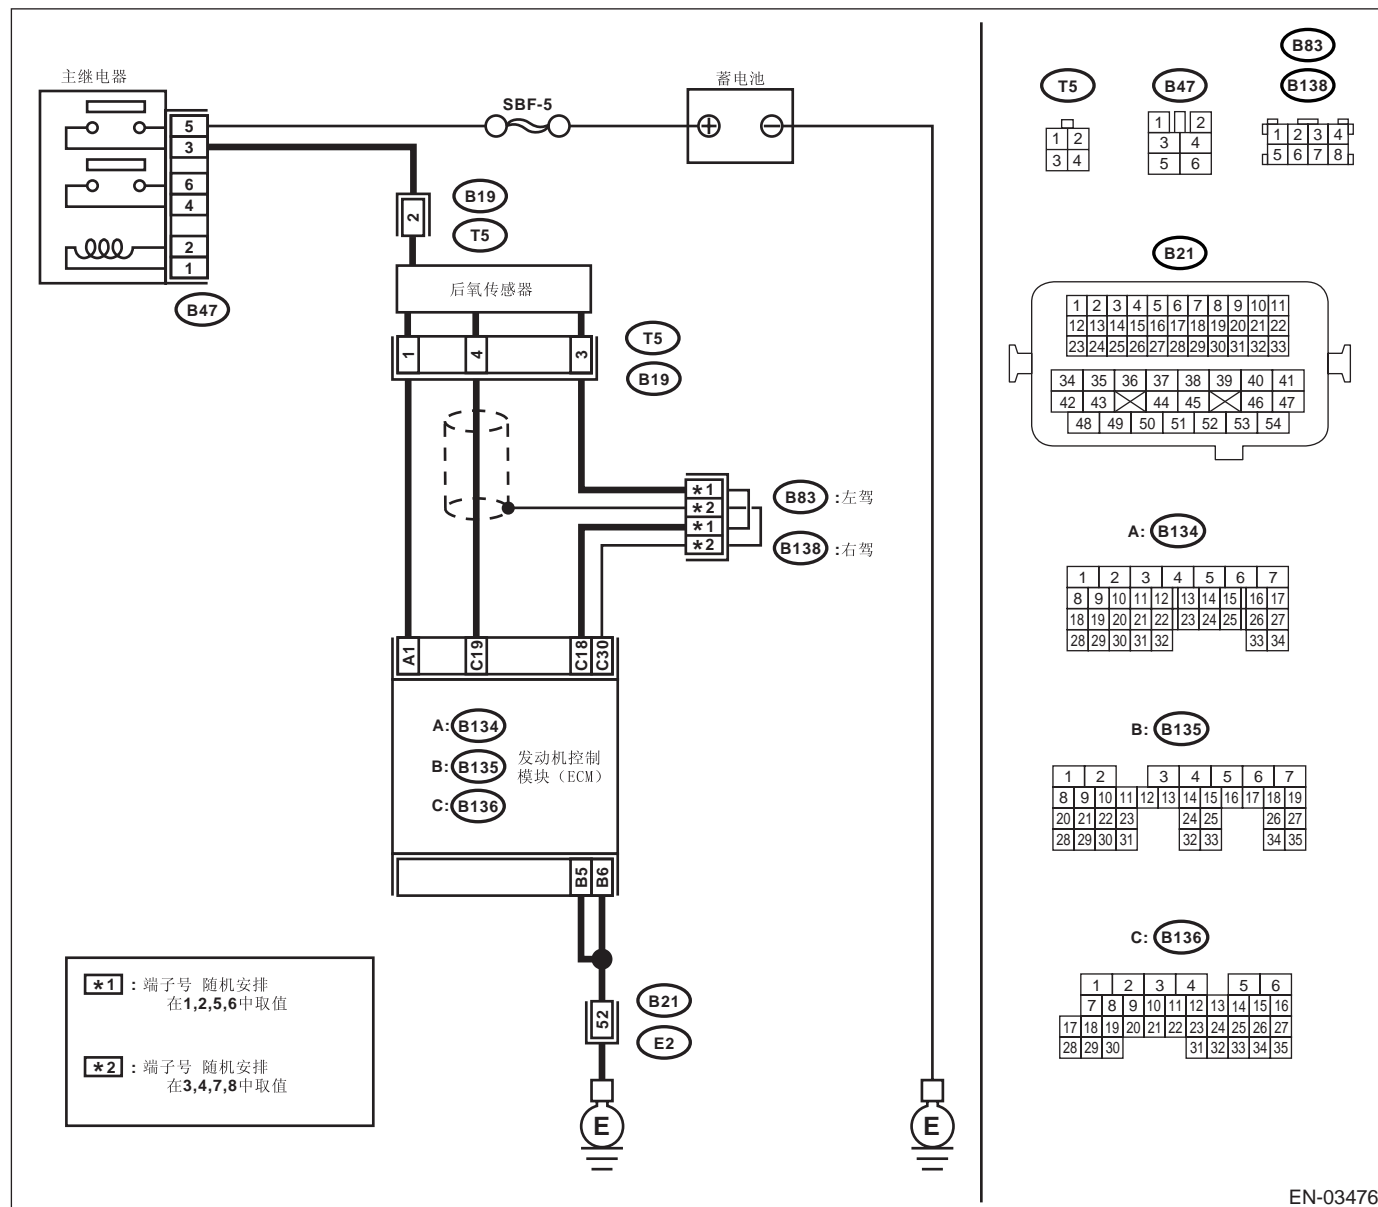 主继电器
5
3
6
4
2
1
B47
SBF-5
蓄电池
2
B19
T5
后氧传感器
1
4
3
T5
B19
*1
*2
*1
*2
B83 :左驾
B138 :右驾
A1
C19
C18
C30
A: B134
B: B135
C: B136
发动机控制
模块（ECM）
B5
B6
52
B21
E2
E
E
*1 : 端子号 随机安排
在1,2,5,6中取值
*2 : 端子号 随机安排
在3,4,7,8中取值
T5
1 2
3 4
B47
1 2
3 4
5 6
B83
B138
1 2 3 4
5 6 7 8
B21
1 2 3 4 5 6 7 8 9 10 11
12 13 14 15 16 17 18 19 20 21 22
23 24 25 26 27 28 29 30 31 32 33
34 35 36 37 38 39 40 41
42 43 44 45 46 47
48 49 50 51 52 53 54
A: B134
1 2 3 4 5 6 7
8 9 10 11 12 13 14 15 16 17
18 19 20 21 22 23 24 25 26 27
28 29 30 31 32 33 34
B: B135
1 2 3 4 5 6 7
8 9 10 11 12 13 14 15 16 17 18 19
20 21 22 23 24 25 26 27
28 29 30 31 32 33 34 35
C: B136
1 2 3 4 5 6
7 8 9 10 11 12 13 14 15 16
17 18 19 20 21 22 23 24 25 26 27
28 29 30 31 32 33 34 35
EN-03476